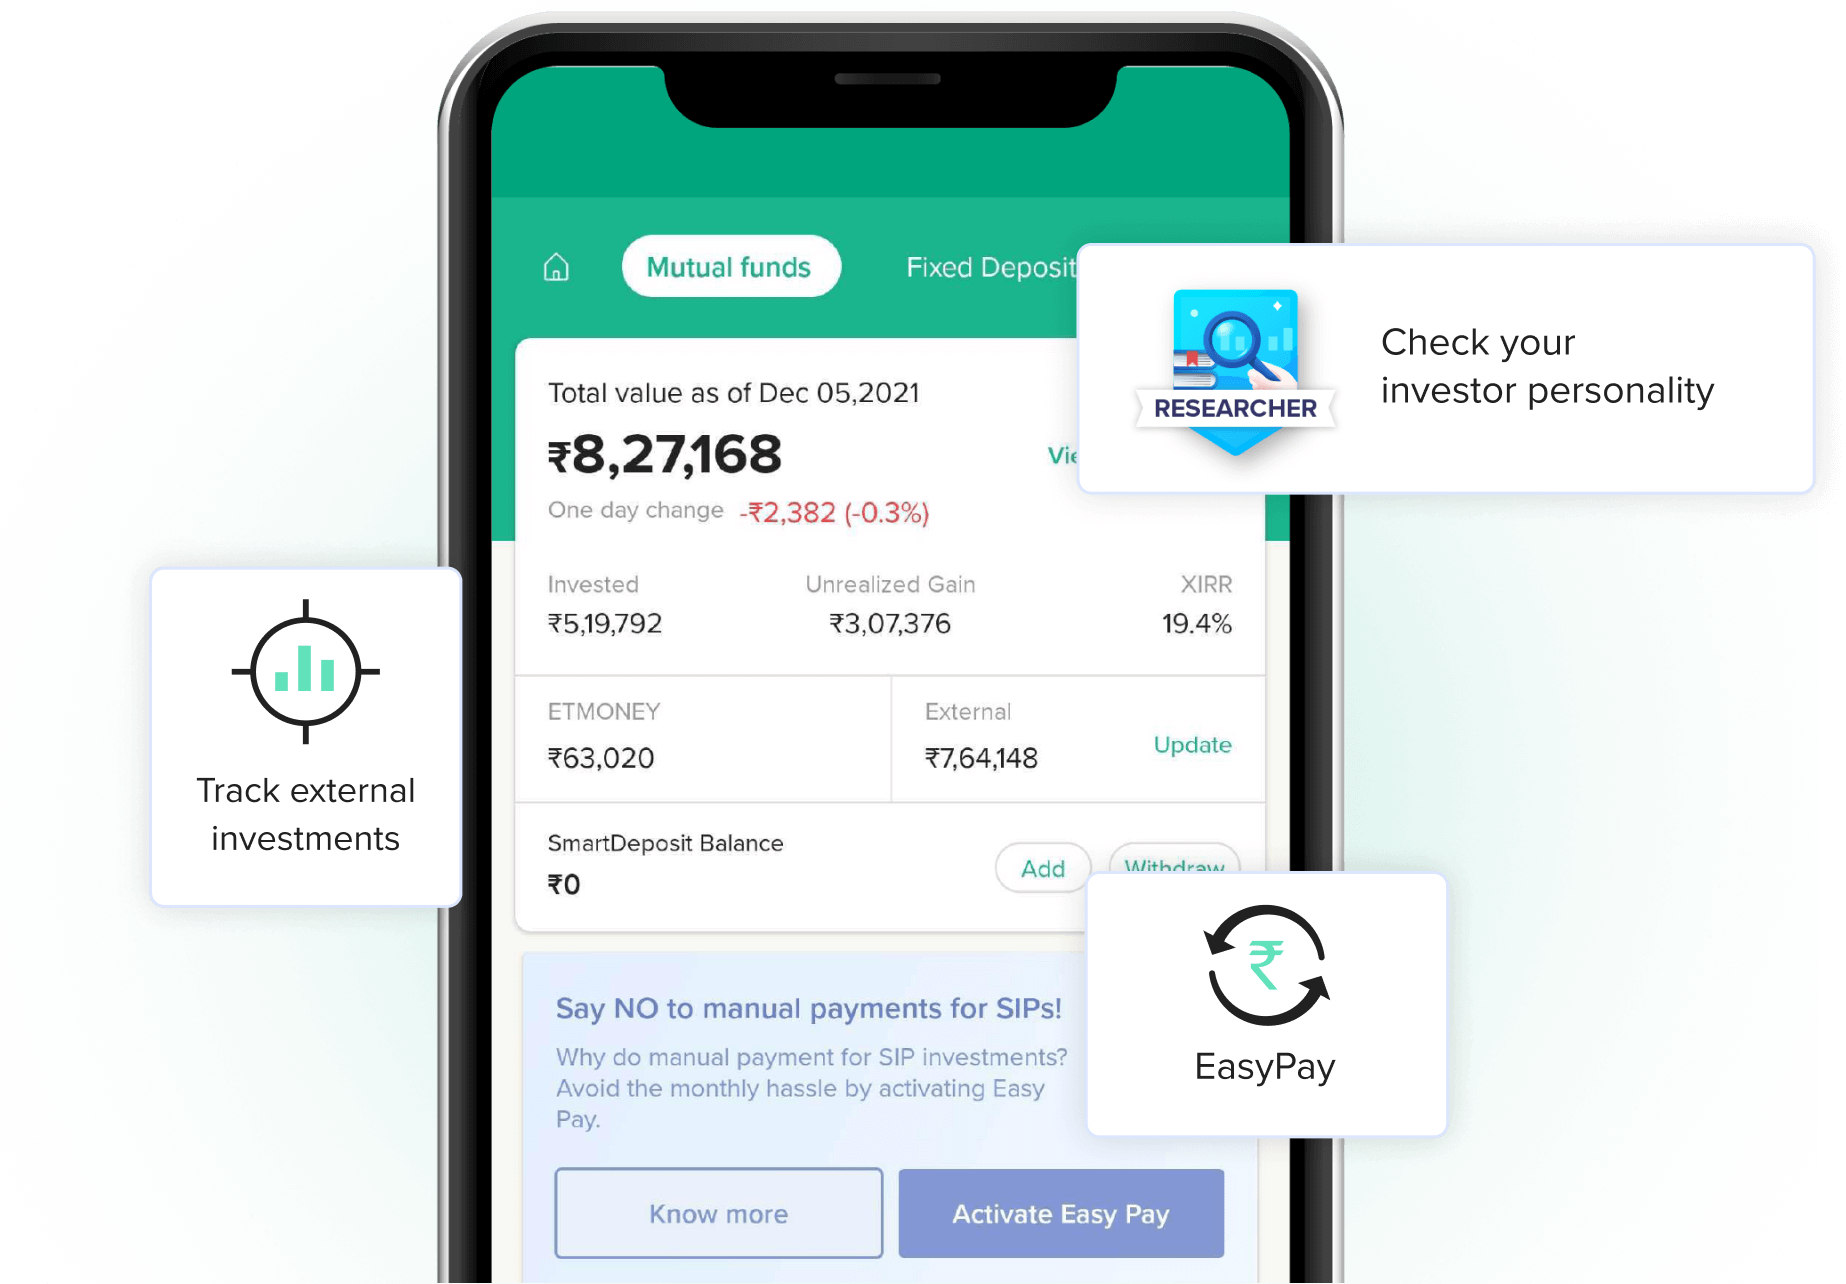 Mutual funds
Fixed Deposit
RESEARCHER
Check your
investor personality
Total value as of Dec 05,2021
₹8,27,168
One day change -₹2,382 (-0.3%)
Invested Unrealized Gain XIRR
₹5,19,792 ₹3,07,376 19.4%
Track external
investments
ETMONEY External
₹63,020 ₹7,64,148 Update
SmartDeposit Balance
₹0
Add Withdraw
₹
EasyPay
Say NO to manual payments for SIPs!
Why do manual payment for SIP investments?
Avoid the monthly hassle by activating Easy
Pay.
Know more Activate Easy Pay